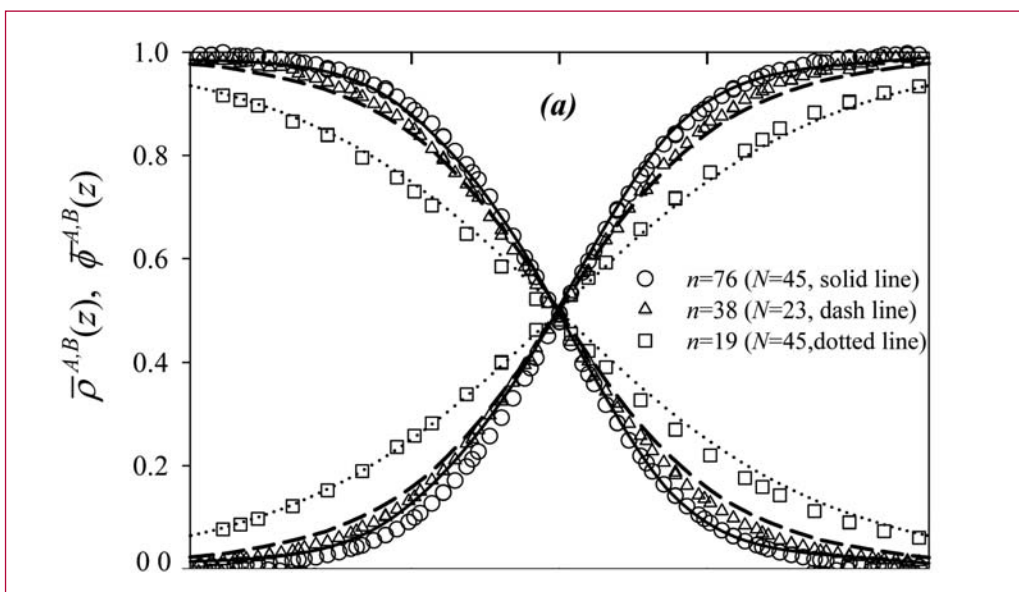 1.0
(a)
0.8
0.6
n=76 (N=45, solid line)
n=38 (N=23, dash line)
n=19 (N=45,dotted line)
0.4
0.2
0 0
ρ̅^{A,B}(z), ϕ̅^{A,B}(z)